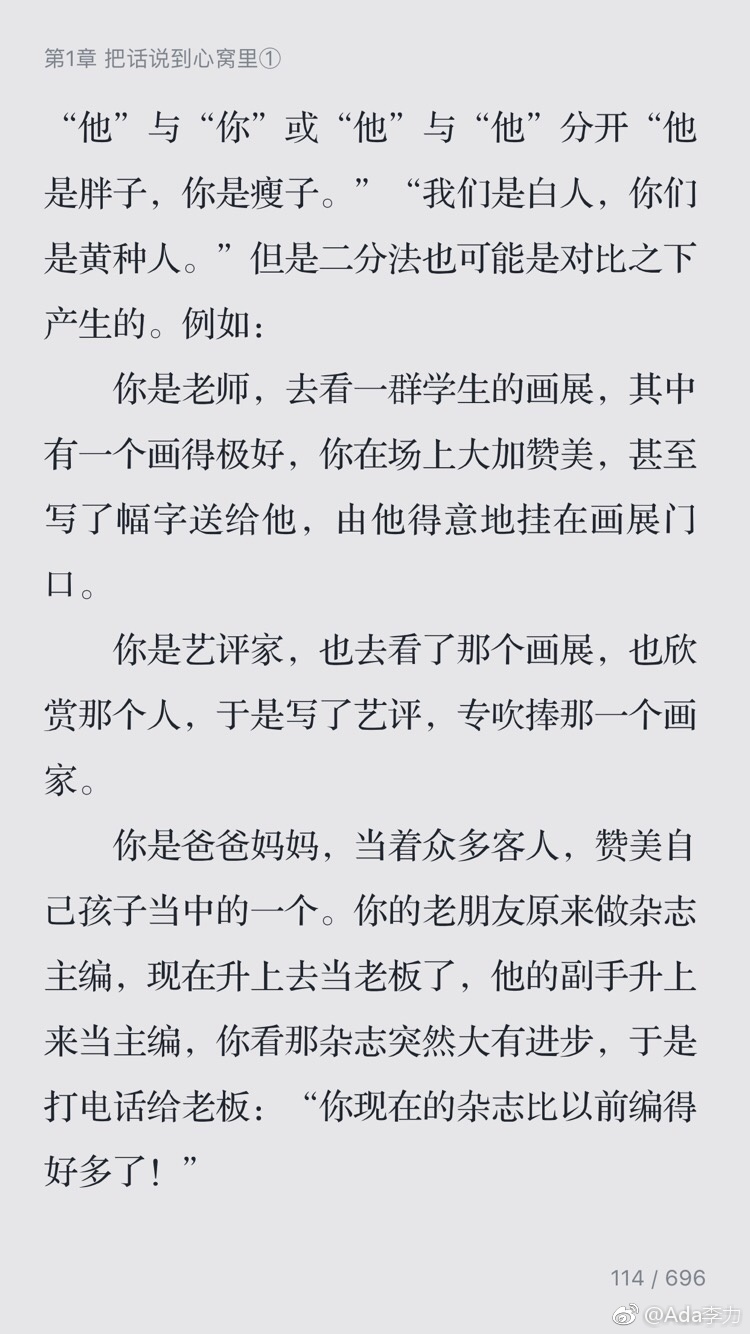 第1章 把话说到心窝里①
“他”与“你”或“他”与“他”分开“他
是胖子，你是瘦子。”“我们是白人，你们
是黄种人。”但是二分法也可能是对比之下
产生的。例如：
你是老师，去看一群学生的画展，其中
有一个画得极好，你在场上大加赞美，甚至
写了幅字送给他，由他得意地挂在画展门
口。
你是艺评家，也去看了那个画展，也欣
赏那个人，于是写了艺评，专吹捧那一个画
家。
你是爸爸妈妈，当着众多客人，赞美自
己孩子当中的一个。你的老朋友原来做杂志
主编，现在升上去当老板了，他的副手升上
来当主编，你看那杂志突然大有进步，于是
打电话给老板：“你现在的杂志比以前编得
好多了！”
114 / 696
@Ada李力